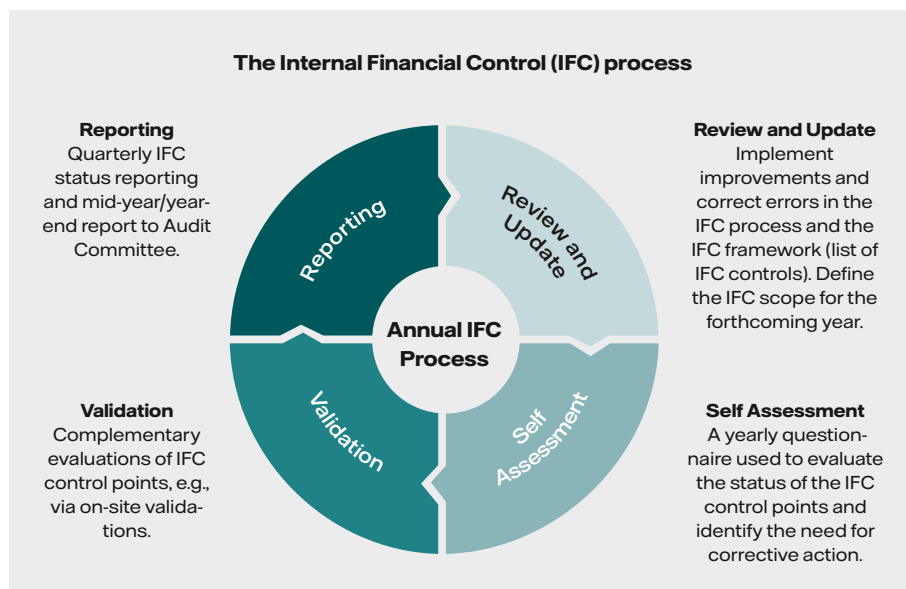 The Internal Financial Control (IFC) process
Reporting
Quarterly IFC
status reporting
and mid-year/year-
end report to Audit
Committee.
Review and Update
Implement
improvements and
correct errors in the
IFC process and the
IFC framework (list of
IFC controls). Define
the IFC scope for the
forthcoming year.
Reporting
Review and
Update
Annual IFC
Process
Validation
Self
Assessment
Validation
Complementary
evaluations of IFC
control points, e.g.,
via on-site valida-
tions.
Self Assessment
A yearly question-
naire used to evaluate
the status of the IFC
control points and
identify the need for
corrective action.